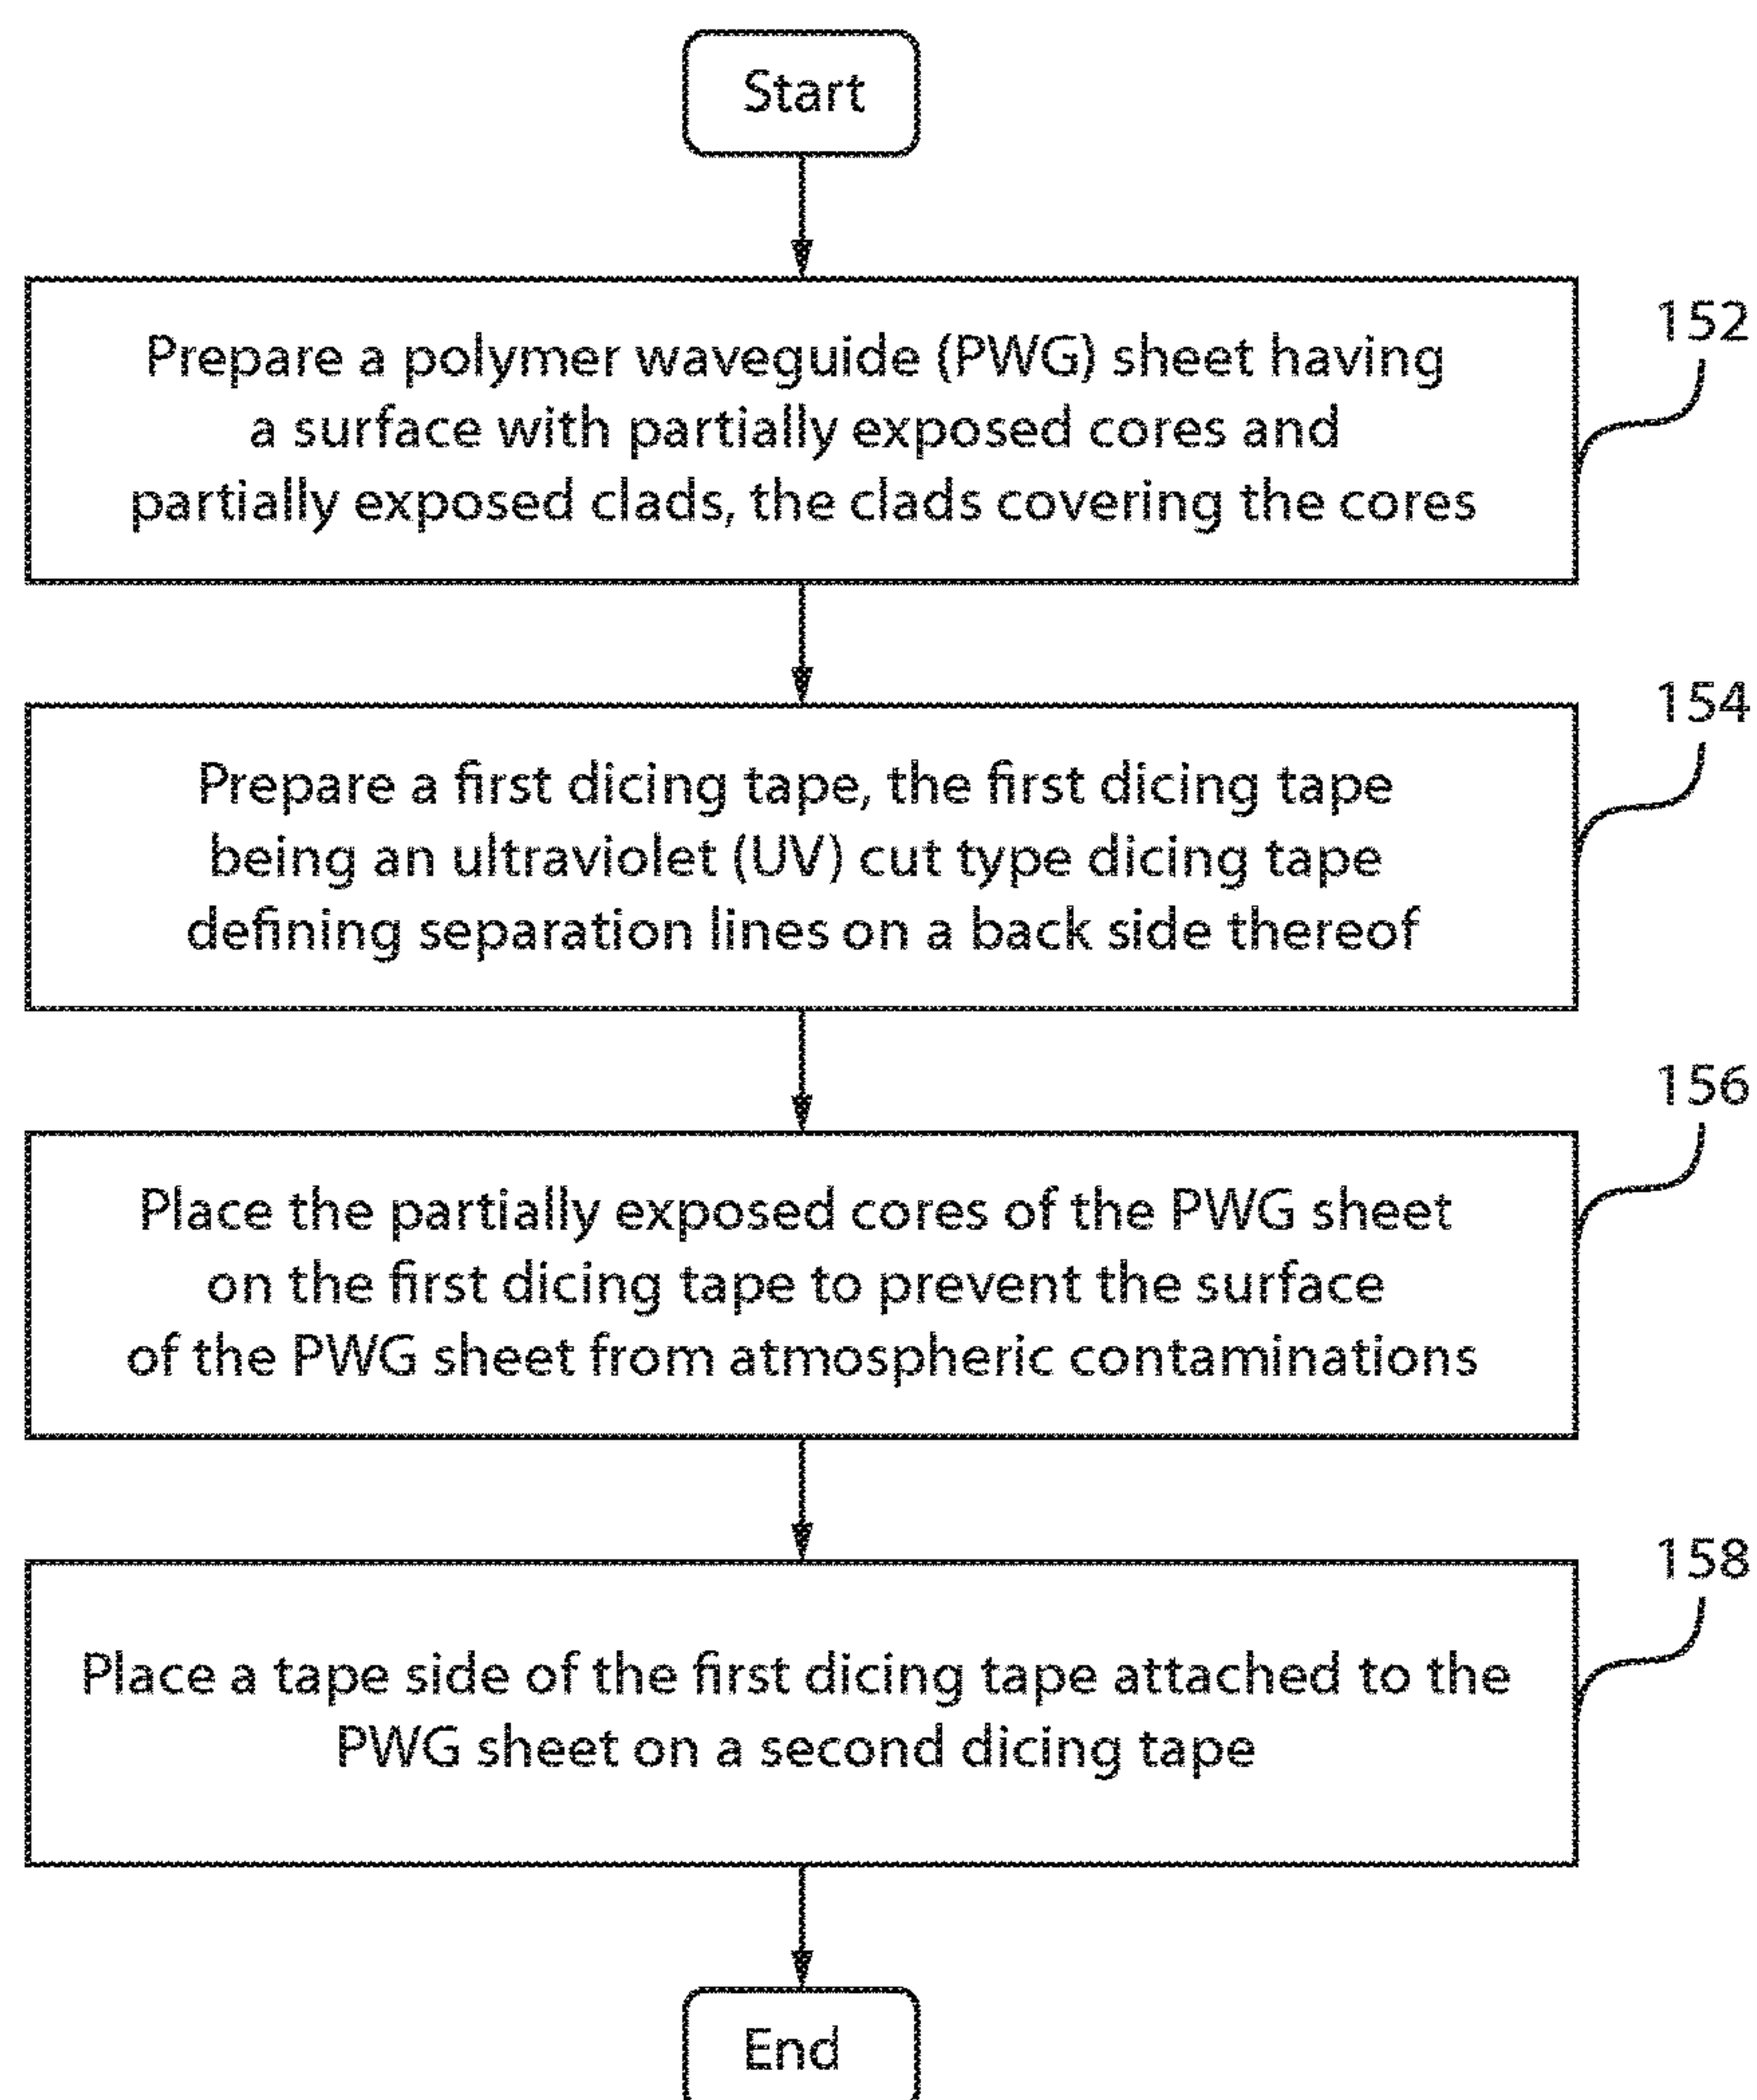 Start
Prepare a polymer waveguide (PWG) sheet having
a surface with partially exposed cores and
partially exposed clads, the clads covering the cores
152
Prepare a first dicing tape, the first dicing tape
being an ultraviolet (UV) cut type dicing tape
defining separation lines on a back side thereof
154
Place the partially exposed cores of the PWG sheet
on the first dicing tape to prevent the surface
of the PWG sheet from atmospheric contaminations
156
Place a tape side of the first dicing tape attached to the
PWG sheet on a second dicing tape
158
End